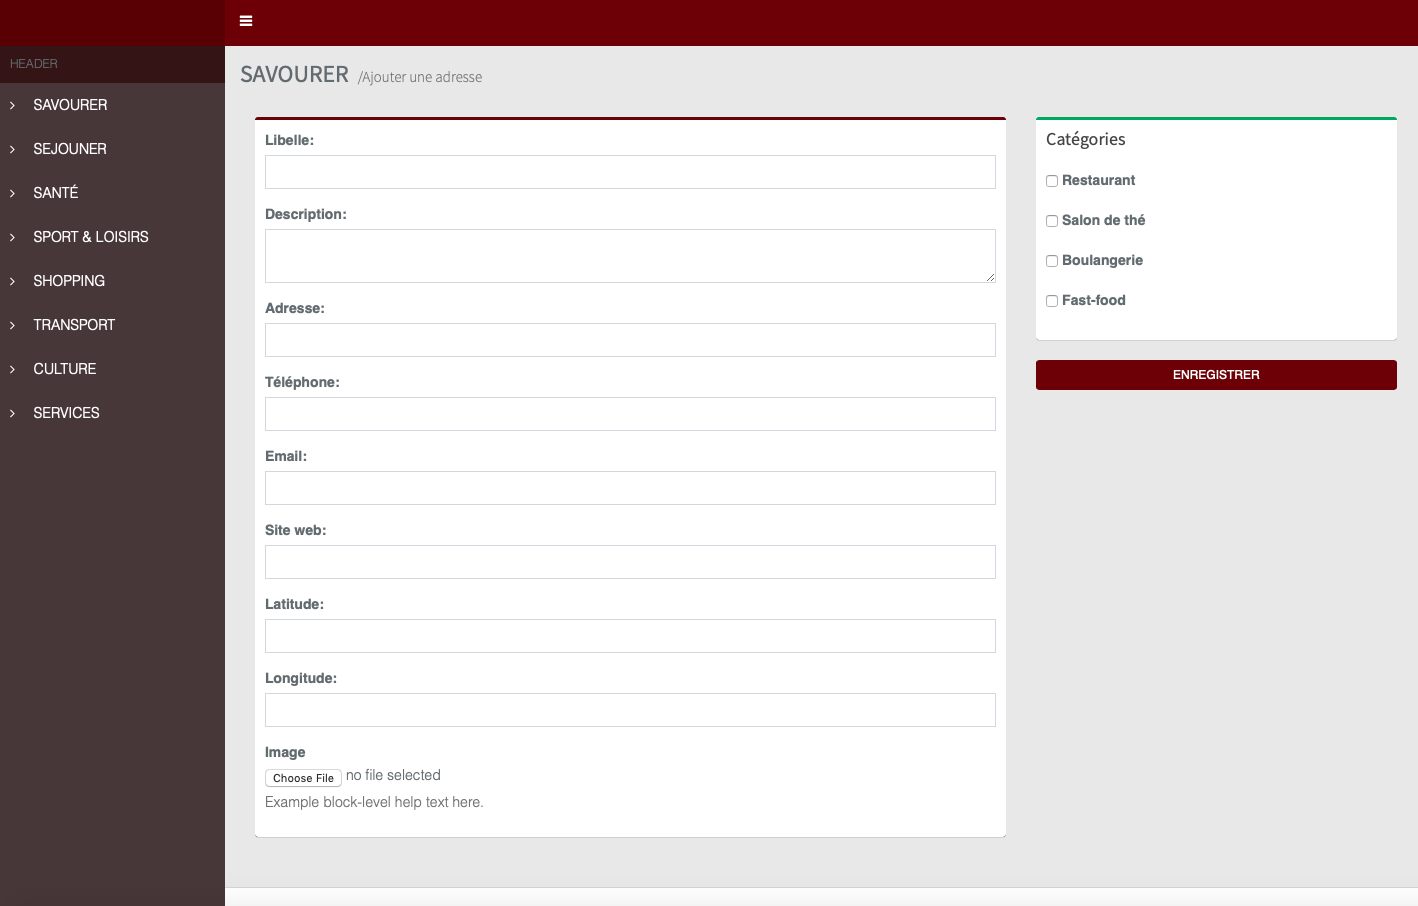 HEADER
SAVOURER
SEJOUNER
SANTÉ
SPORT & LOISIRS
SHOPPING
TRANSPORT
CULTURE
SERVICES
SAVOURER /Ajouter une adresse
Libelle:
Description:
Adresse:
Téléphone:
Email:
Site web:
Latitude:
Longitude:
Image
Choose File no file selected
Example block-level help text here.
Catégories
Restaurant
Salon de thé
Boulangerie
Fast-food
ENREGISTRER